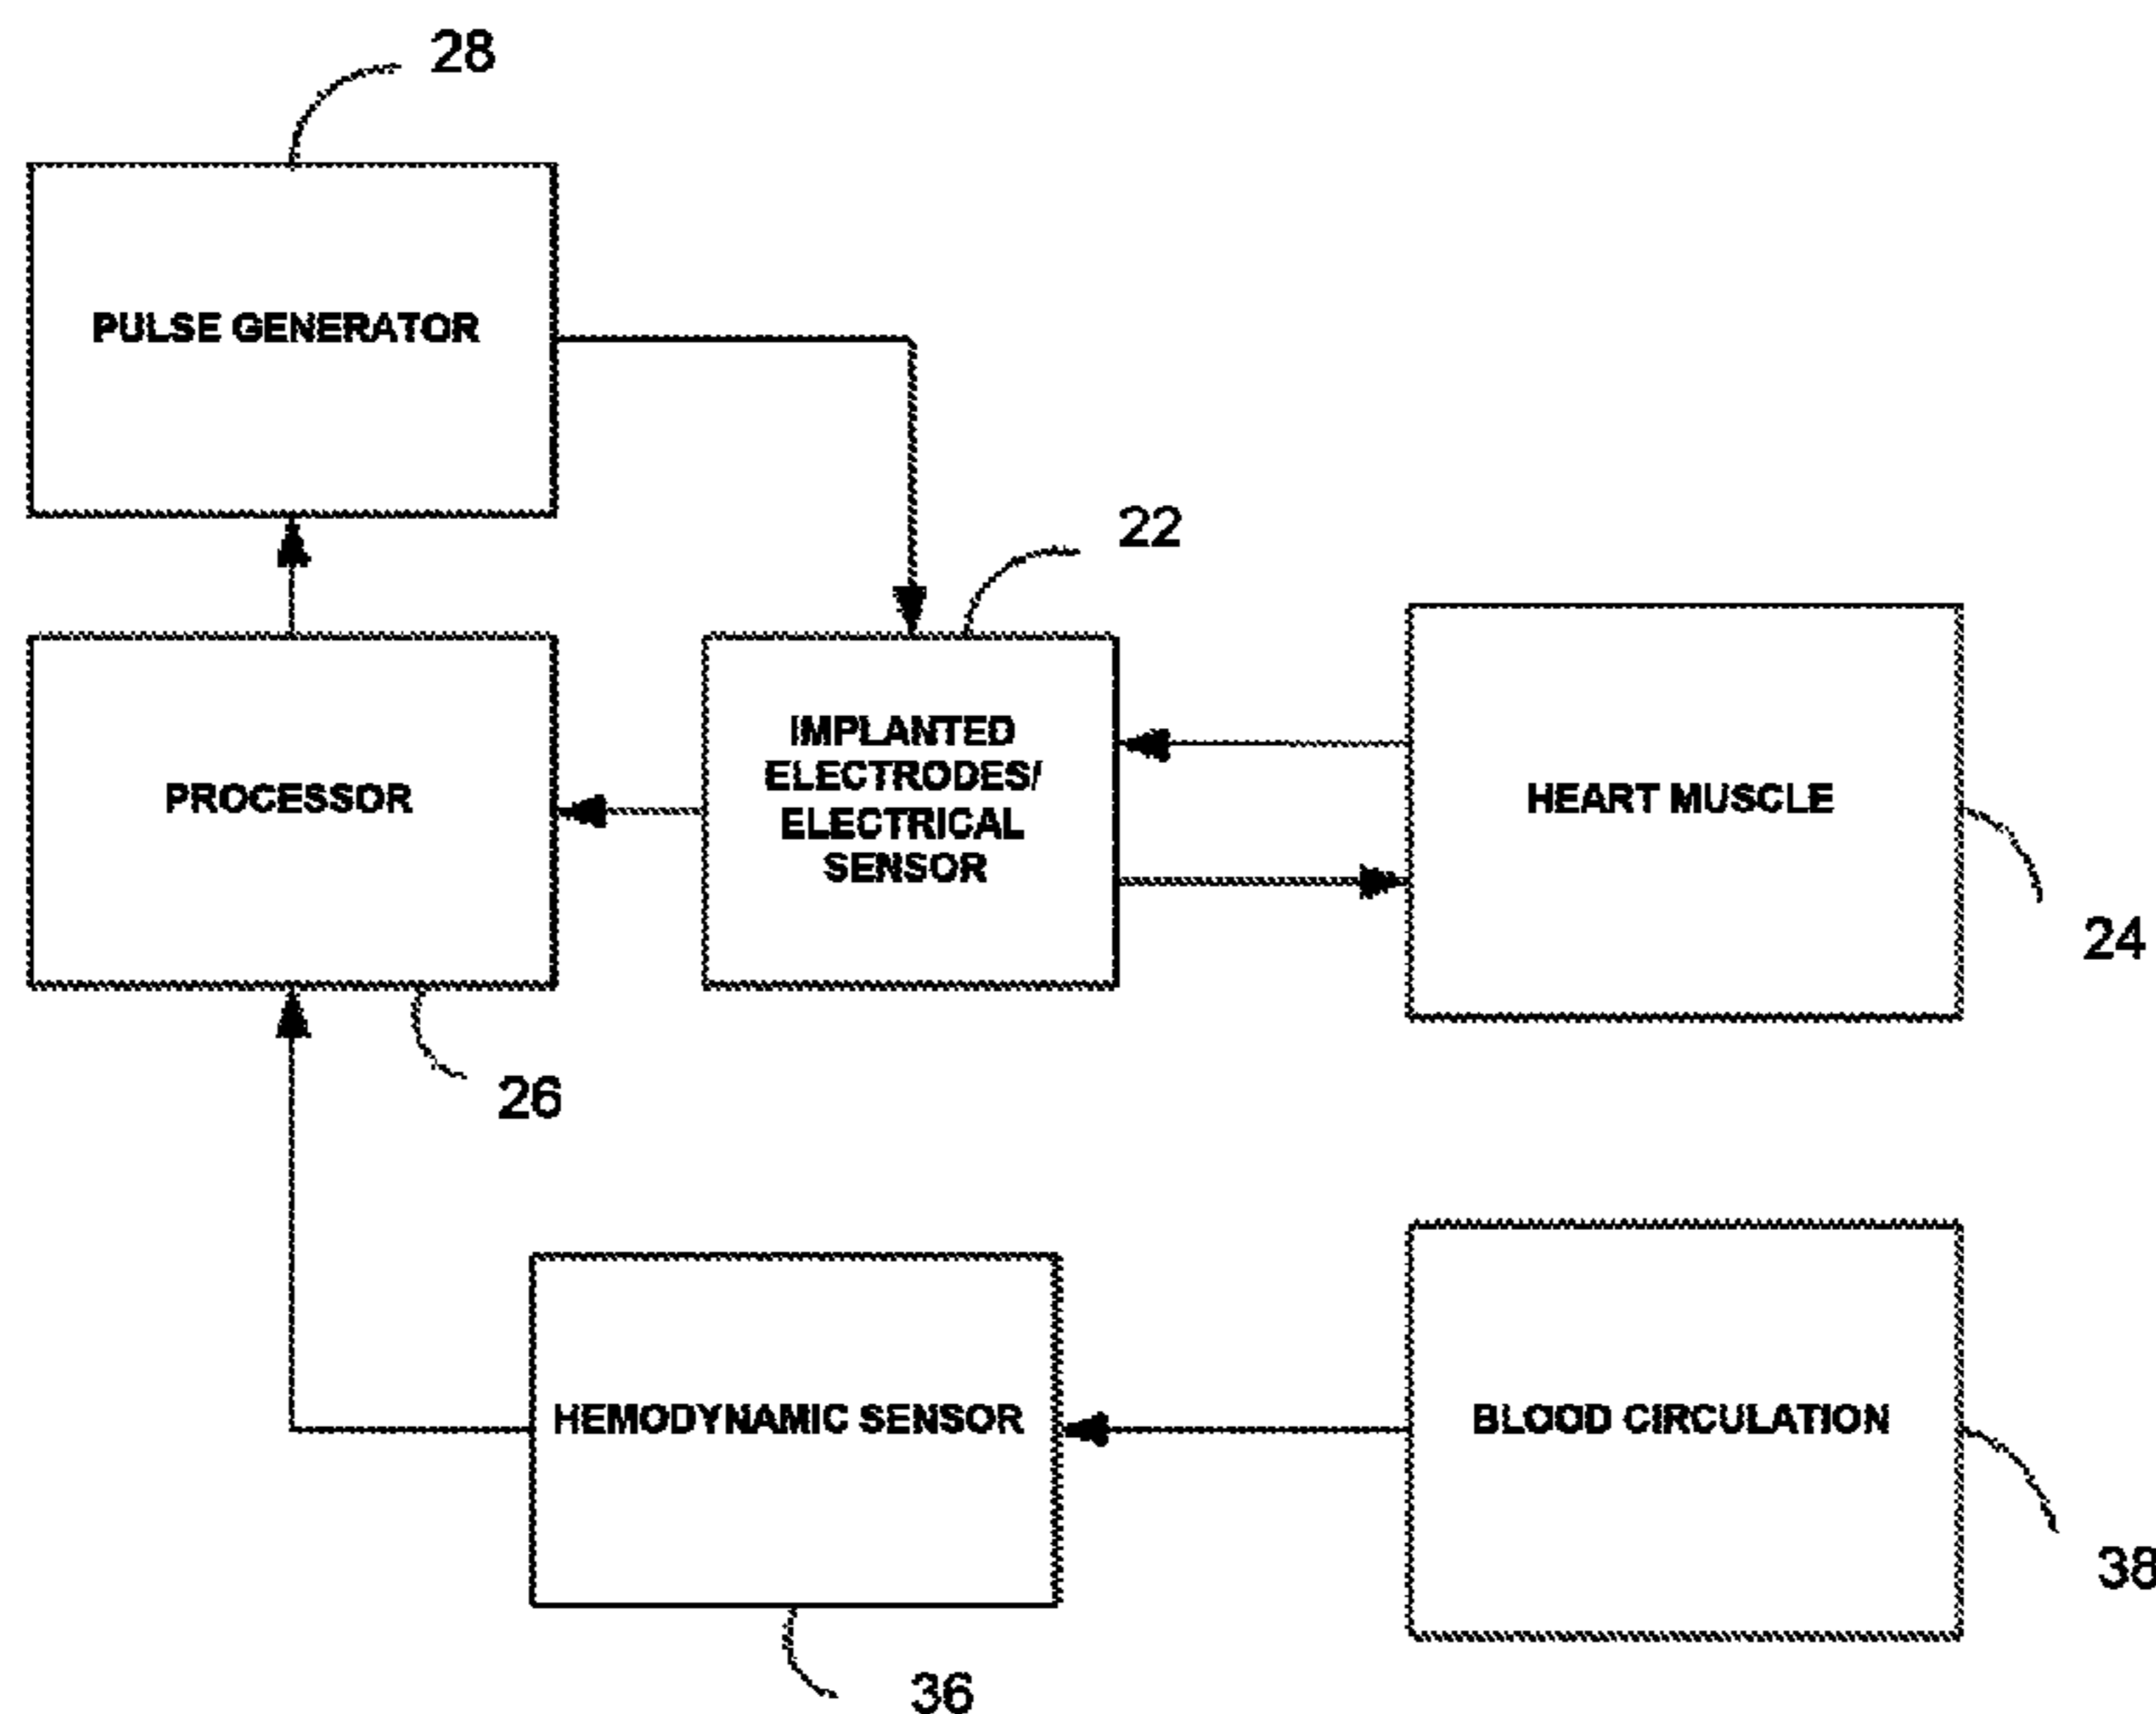 28
PULSE GENERATOR
22
PROCESSOR
IMPLANTED
ELECTRODES/
ELECTRICAL
SENSOR
HEART MUSCLE
24
26
HEMODYNAMIC SENSOR
BLOOD CIRCULATION
38
36